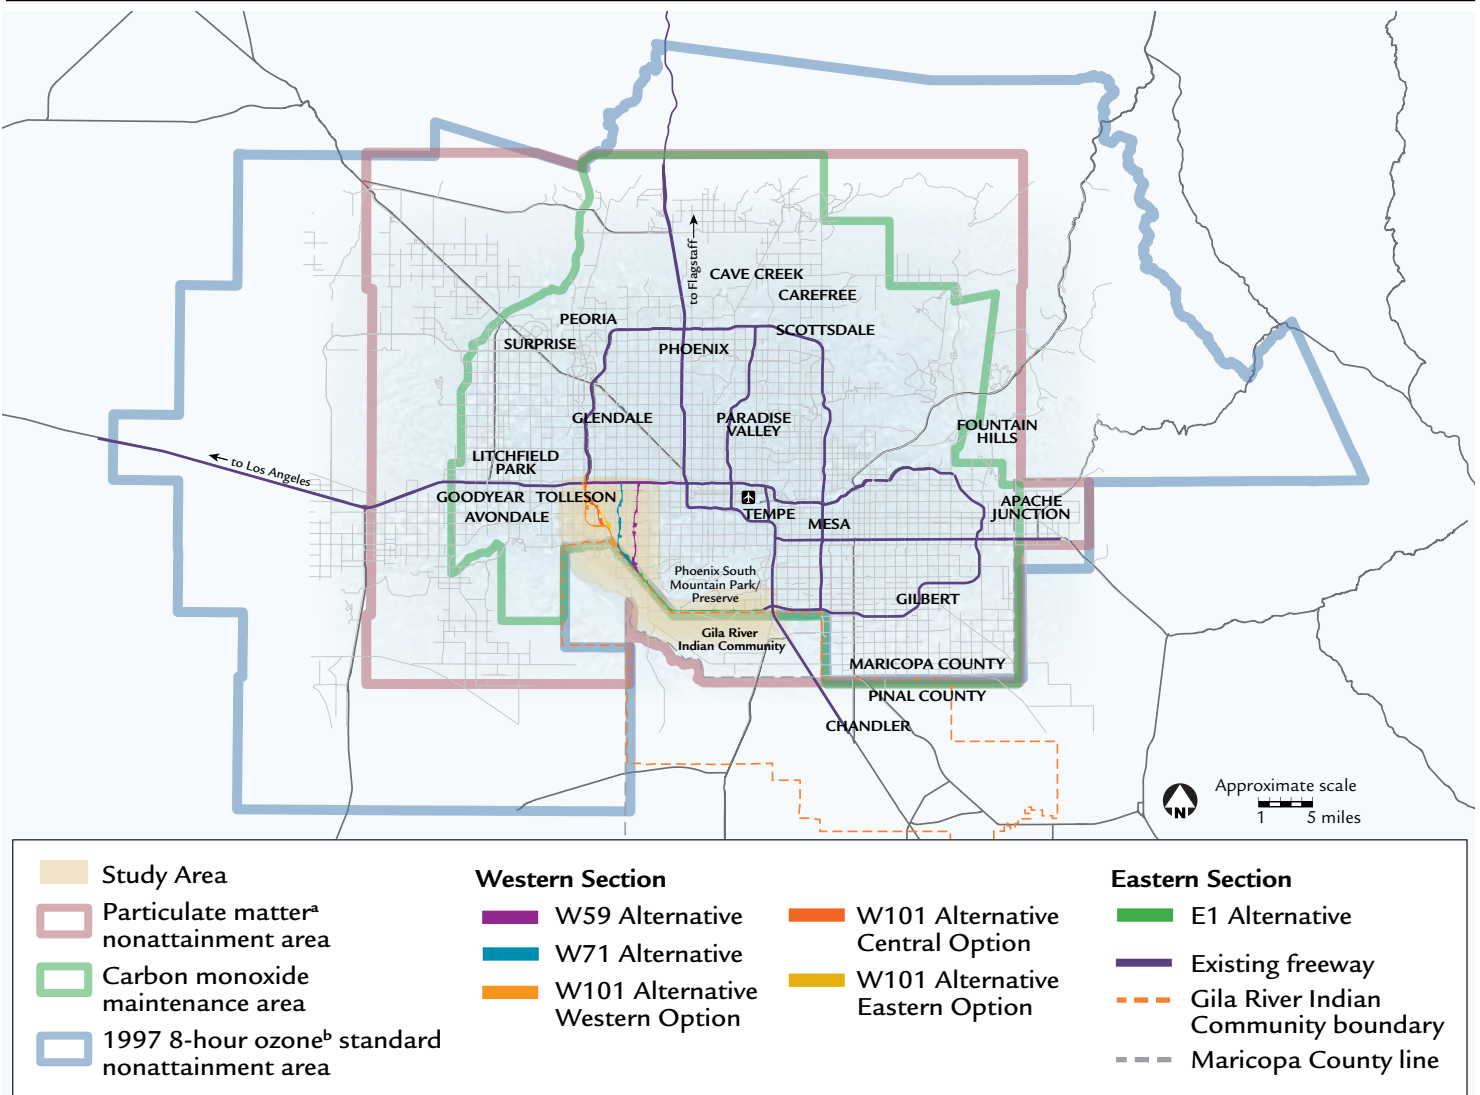 to Flagstaff
CAVE CREEK
CAREFREE
PEORIA
SCOTTSDALE
SURPRISE
PHOENIX
GLENDALE
PARADISE
VALLEY
FOUNTAIN
HILLS
LITCHFIELD
PARK
to Los Angeles
GOODYEAR
TOLLESON
AVONDALE
TEMPE
MESA
APACHE
JUNCTION
Phoenix South
Mountain Park/
Preserve
GILBERT
Gila River
Indian Community
MARICOPA COUNTY
PINAL COUNTY
CHANDLER
N
Approximate scale
1 5 miles
Study Area
Particulate matterᵃ
nonattainment area
Carbon monoxide
maintenance area
1997 8-hour ozoneᵇ standard
nonattainment area
Western Section
W59 Alternative
W71 Alternative
W101 Alternative
Western Option
W101 Alternative
Central Option
W101 Alternative
Eastern Option
Eastern Section
E1 Alternative
Existing freeway
Gila River Indian
Community boundary
Maricopa County line